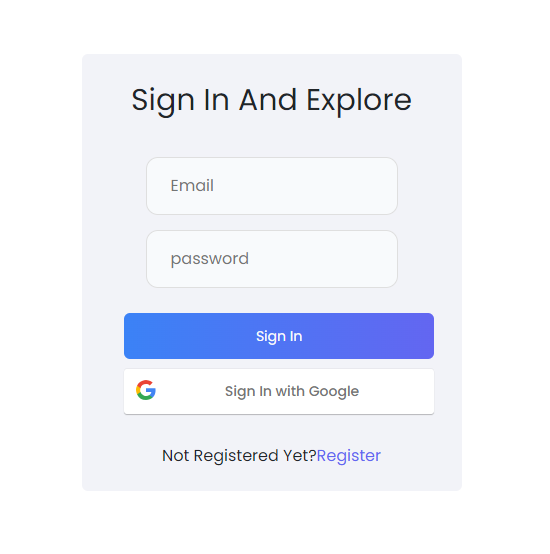 Sign In And Explore
Email
password
Sign In
Sign In with Google
Not Registered Yet?Register